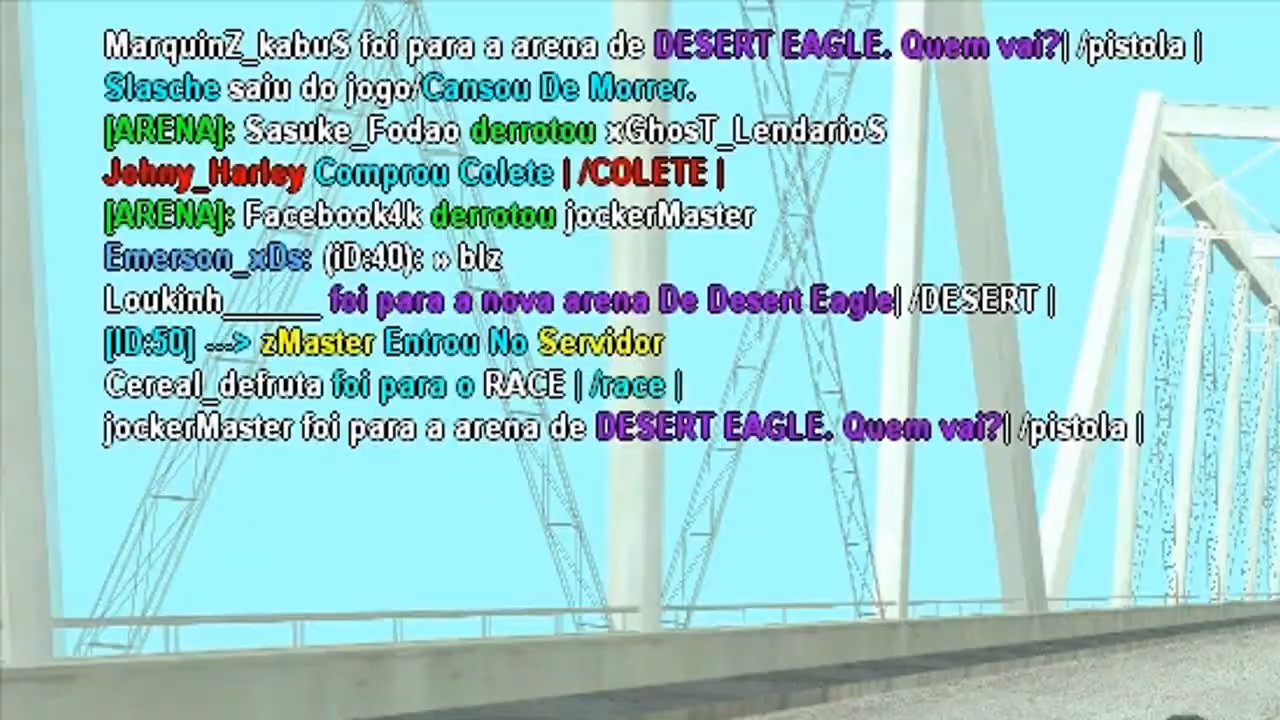 MarquinZ_kabuS foi para a arena de DESERT EAGLE. Quem vai?| /pistola |
Slasche saiu do jogo/Cansou De Morrer.
[ARENA]: Sasuke_Fodao derrotou xGhosT_LendarioS
Johny_Harley Comprou Colete | /COLETE |
[ARENA]: Facebook4k derrotou jockerMaster
Emerson_xDs: (iD:40): » blz
Loukinh______ foi para a nova arena De Desert Eagle| /DESERT |
[ID:50] ---> zMaster Entrou No Servidor
Cereal_defruta foi para o RACE | /race |
jockerMaster foi para a arena de DESERT EAGLE. Quem vai?| /pistola |